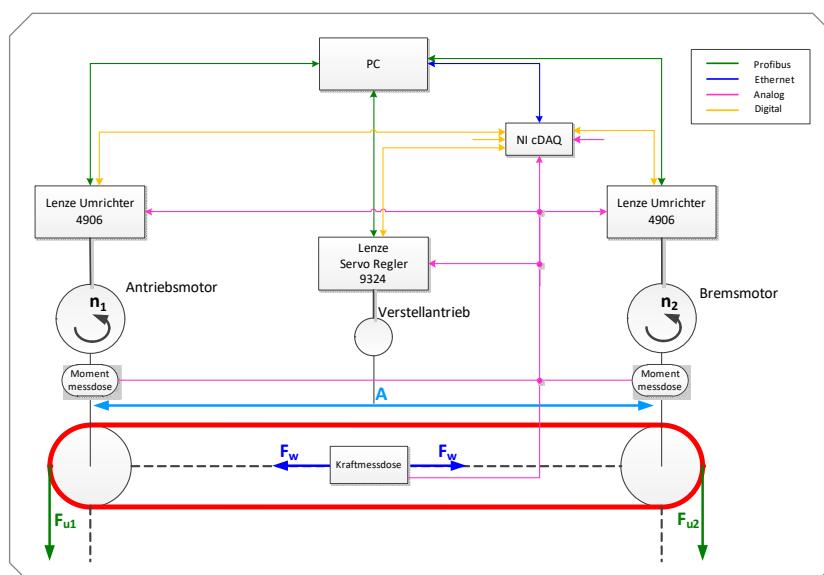 PC
Profibus
Ethernet
Analog
Digital
NI cDAQ
Lenze Umrichter
4906
Lenze Umrichter
4906
Lenze
Servo Regler
9324
Antriebsmotor
n1
Verstellantrieb
Bremsmotor
n2
Moment
messdose
Moment
messdose
A
Fw
Kraftmessdose
Fw
Fu1
Fu2